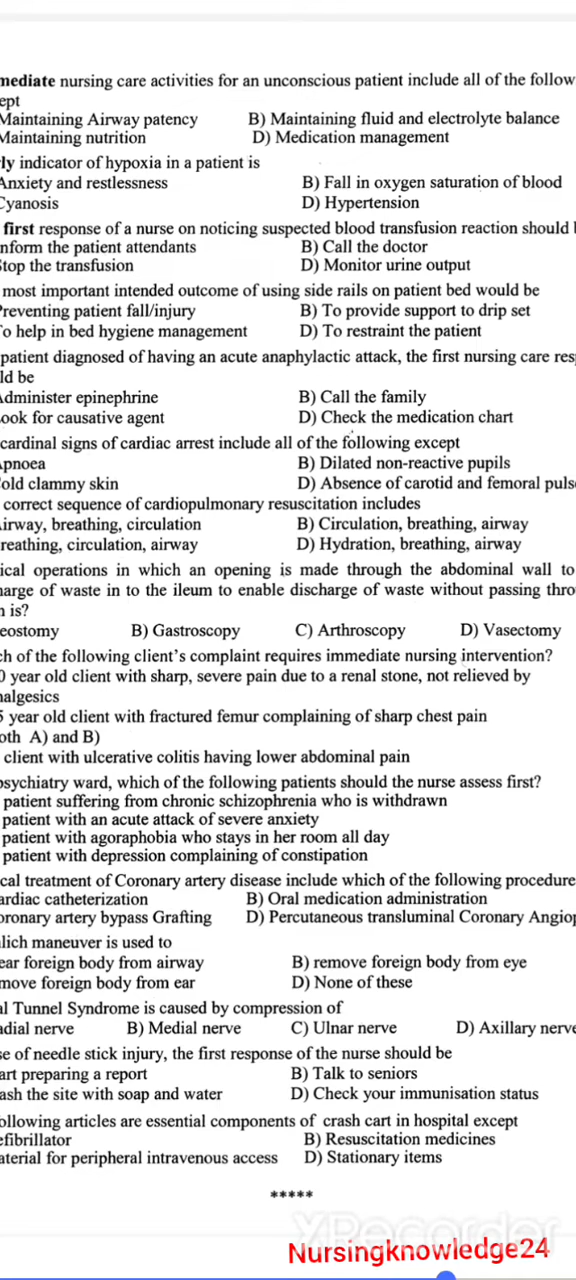 mediate nursing care activities for an unconscious patient include all of the follow
ept
Maintaining Airway patency B) Maintaining fluid and electrolyte balance
Maintaining nutrition D) Medication management
ly indicator of hypoxia in a patient is
Anxiety and restlessness B) Fall in oxygen saturation of blood
Cyanosis D) Hypertension
first response of a nurse on noticing suspected blood transfusion reaction should
nform the patient attendants B) Call the doctor
Stop the transfusion D) Monitor urine output
most important intended outcome of using side rails on patient bed would be
Preventing patient fall/injury B) To provide support to drip set
To help in bed hygiene management D) To restraint the patient
patient diagnosed of having an acute anaphylactic attack, the first nursing care res
ld be
Administer epinephrine B) Call the family
ook for causative agent D) Check the medication chart
cardinal signs of cardiac arrest include all of the following except
Apnoea B) Dilated non-reactive pupils
Cold clammy skin D) Absence of carotid and femoral puls
correct sequence of cardiopulmonary resuscitation includes
Airway, breathing, circulation B) Circulation, breathing, airway
reathing, circulation, airway D) Hydration, breathing, airway
ical operations in which an opening is made through the abdominal wall to
harge of waste in to the ileum to enable discharge of waste without passing thro
n is?
eostomy B) Gastroscopy C) Arthroscopy D) Vasectomy
ch of the following client's complaint requires immediate nursing intervention?
0 year old client with sharp, severe pain due to a renal stone, not relieved by
nalgesics
5 year old client with fractured femur complaining of sharp chest pain
oth A) and B)
client with ulcerative colitis having lower abdominal pain
psychiatry ward, which of the following patients should the nurse assess first?
patient suffering from chronic schizophrenia who is withdrawn
patient with an acute attack of severe anxiety
patient with agoraphobia who stays in her room all day
patient with depression complaining of constipation
cal treatment of Coronary artery disease include which of the following procedure
ardiac catheterization B) Oral medication administration
oronary artery bypass Grafting D) Percutaneous transluminal Coronary Angiop
lich maneuver is used to
ear foreign body from airway B) remove foreign body from eye
move foreign body from ear D) None of these
al Tunnel Syndrome is caused by compression of
adial nerve B) Medial nerve C) Ulnar nerve D) Axillary nerve
se of needle stick injury, the first response of the nurse should be
art preparing a report B) Talk to seniors
ash the site with soap and water D) Check your immunisation status
ollowing articles are essential components of crash cart in hospital except
efibrillator B) Resuscitation medicines
aterial for peripheral intravenous access D) Stationary items
*****
XRecorder
Nursingknowledge24